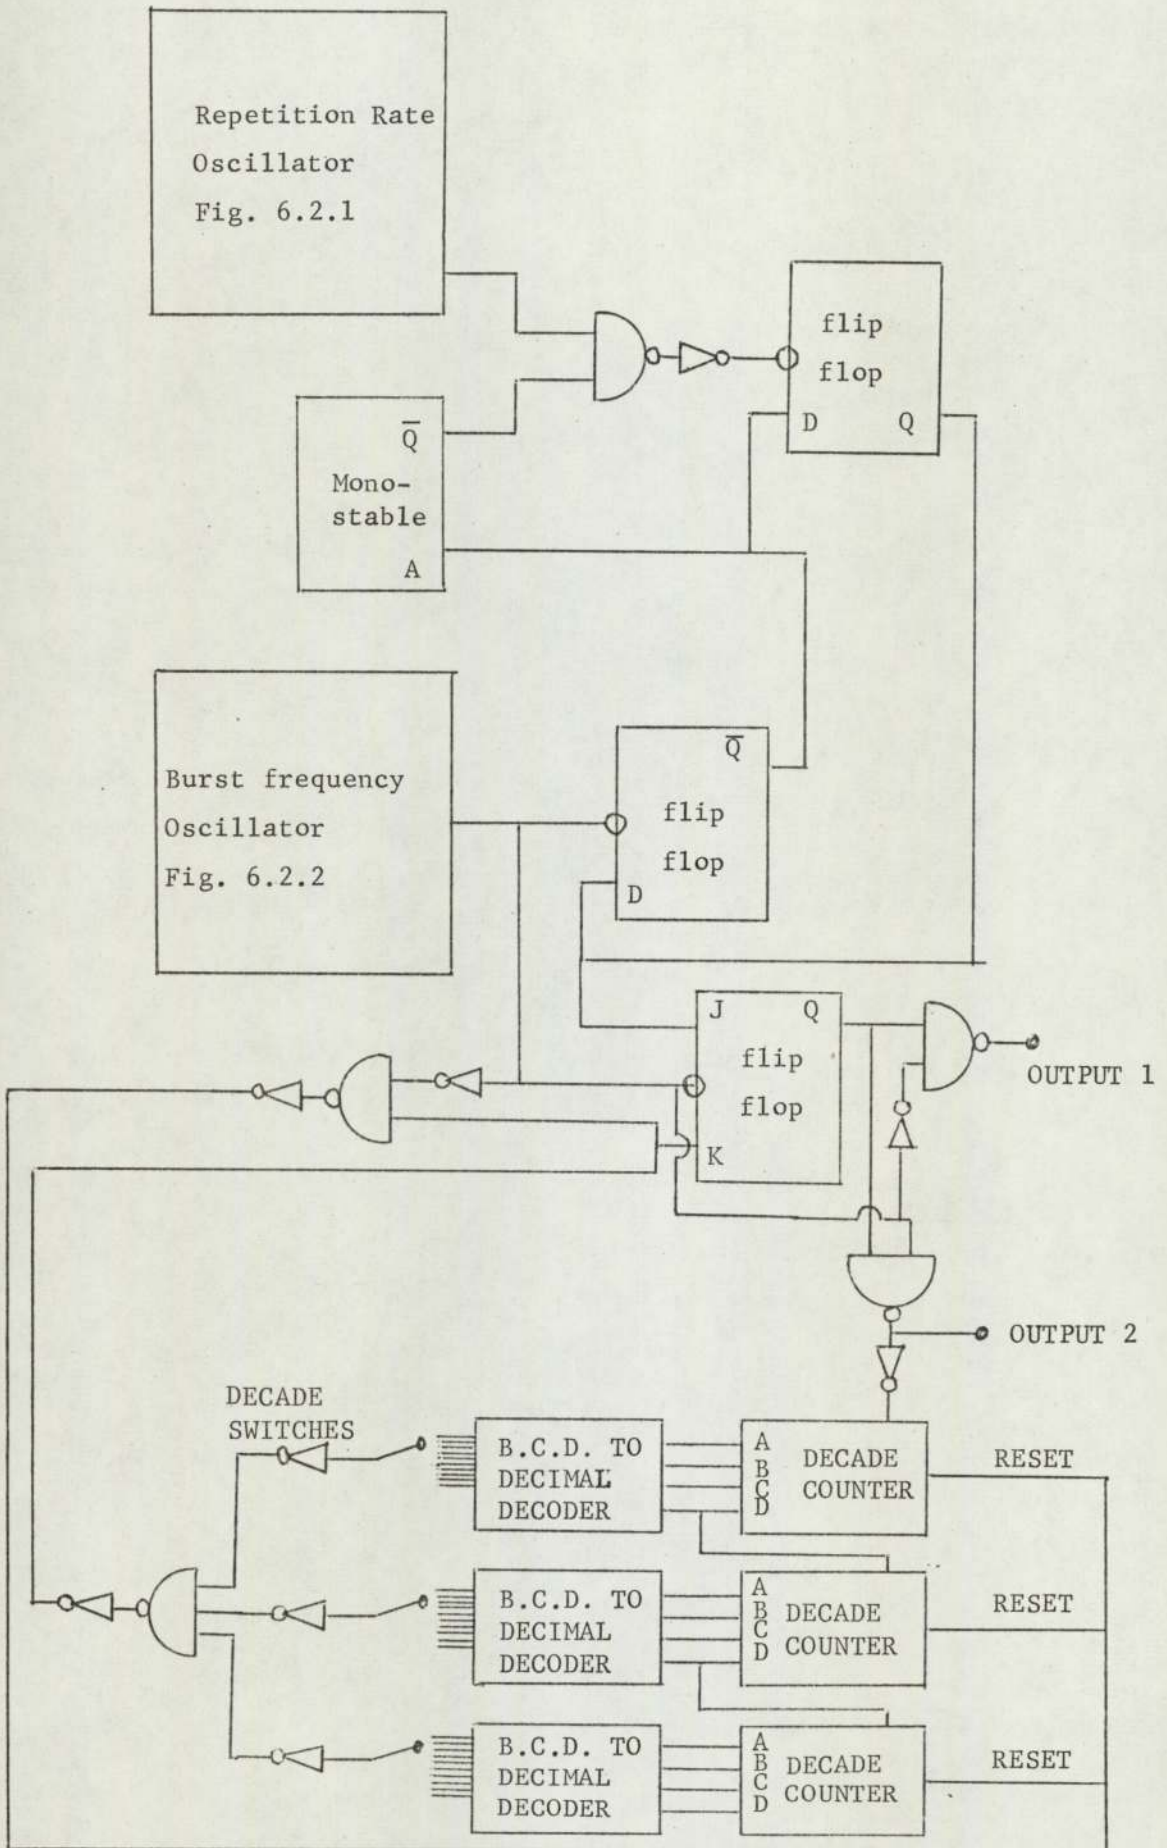 Repetition Rate
Oscillator
Fig. 6.2.1
flip
flop
D Q
Q̅
Mono-
stable
A
Q̅
Burst frequency
Oscillator
Fig. 6.2.2
flip
flop
D
J Q
flip
flop
K
OUTPUT 1
OUTPUT 2
DECADE
SWITCHES
B.C.D. TO
DECIMAL
DECODER
A
B
C
D
DECADE
COUNTER
RESET
B.C.D. TO
DECIMAL
DECODER
A
B
C
D
DECADE
COUNTER
RESET
B.C.D. TO
DECIMAL
DECODER
A
B
C
D
DECADE
COUNTER
RESET